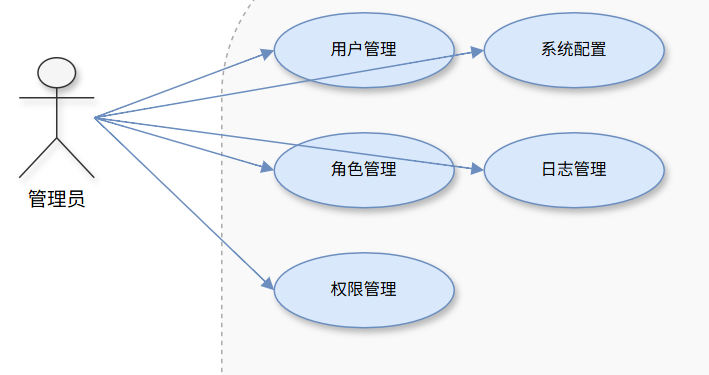 用户管理
系统配置
管理员
角色管理
日志管理
权限管理